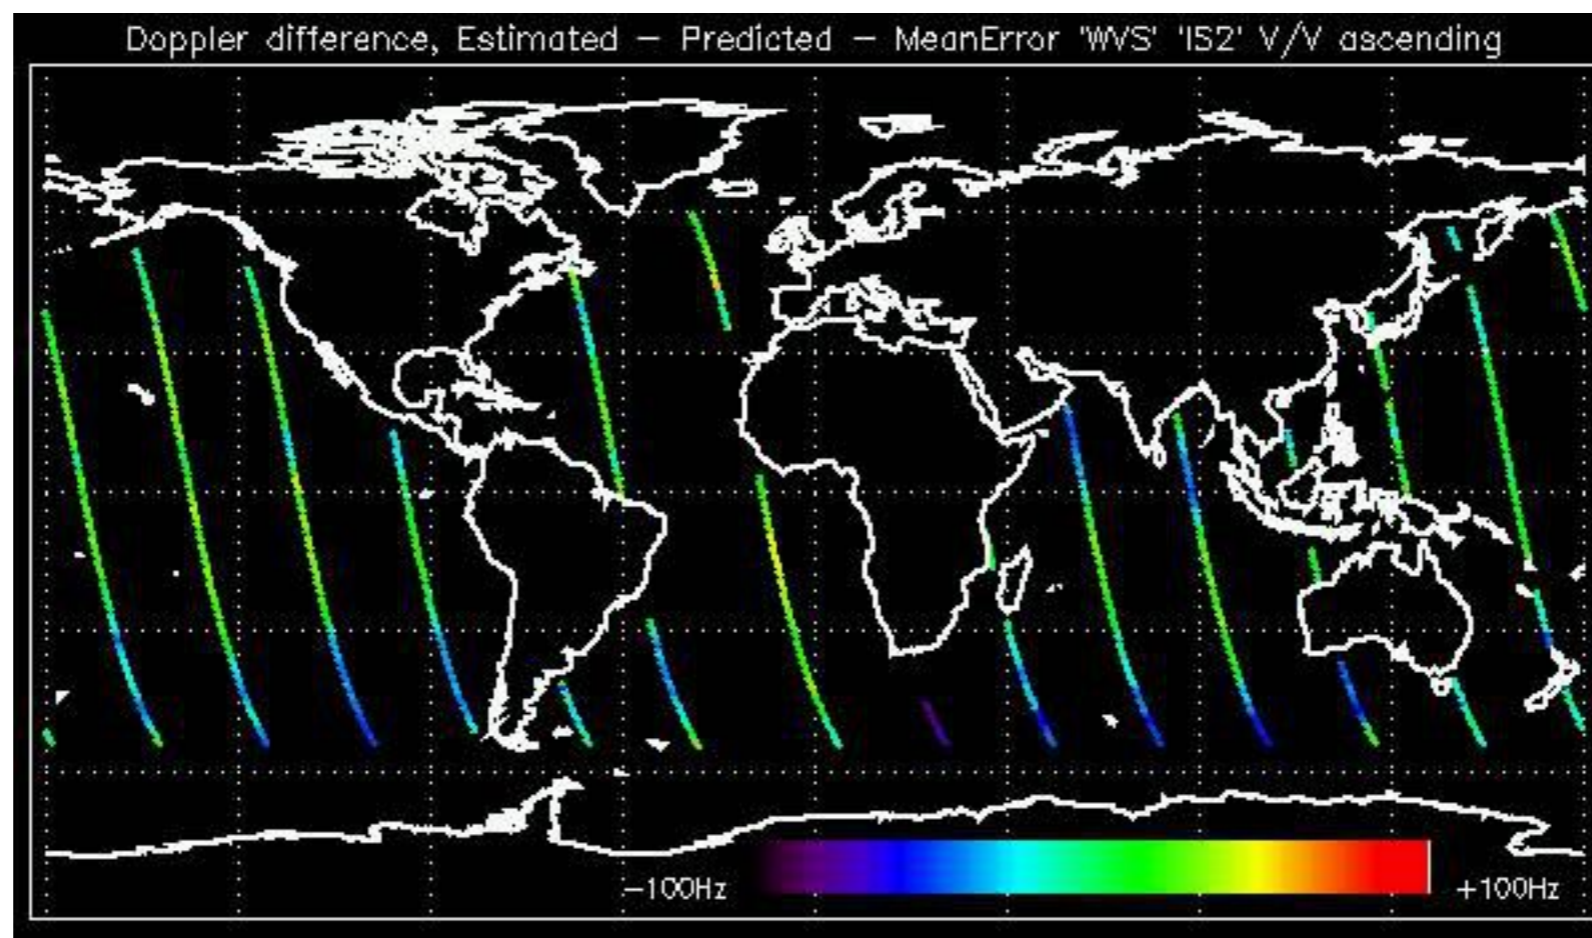 Doppler difference, Estimated – Predicted – MeanError 'WVS' 'IS2' V/V ascending
–100Hz
+100Hz